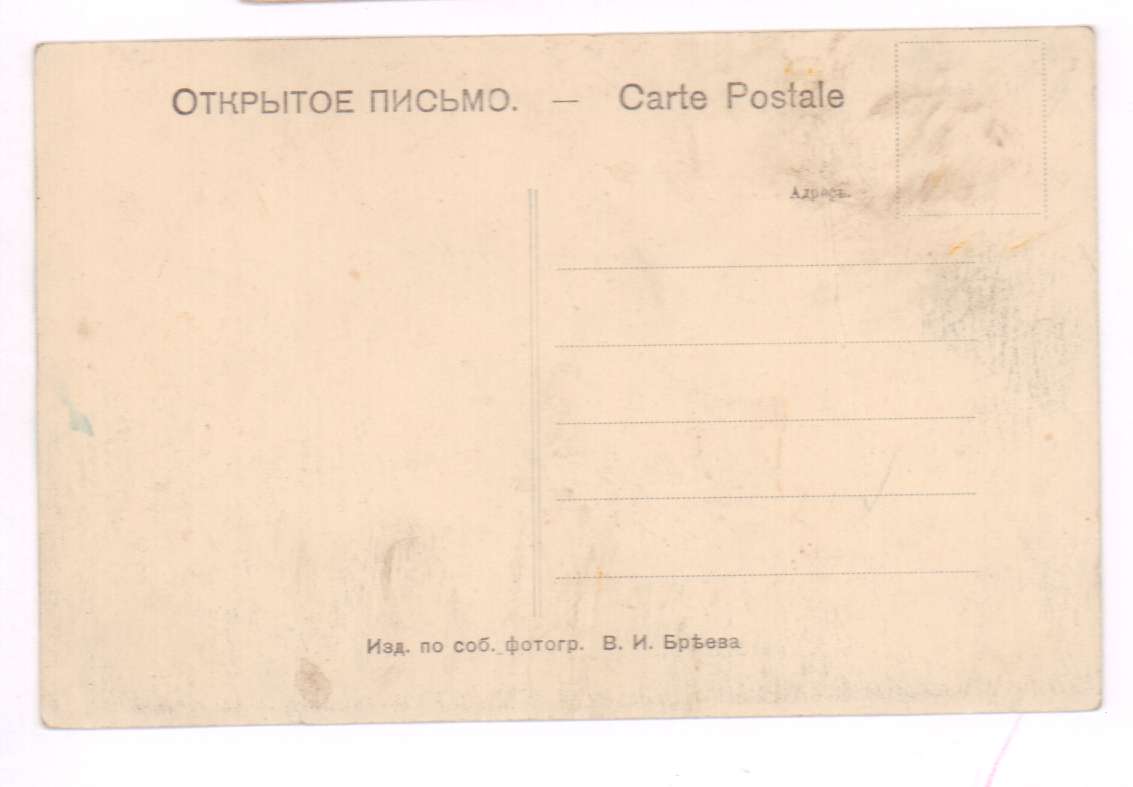 ОТКРЫТОЕ ПИСЬМО. — Carte Postale
Адресъ.
Изд. по соб. фотогр. В. И. Брѣева